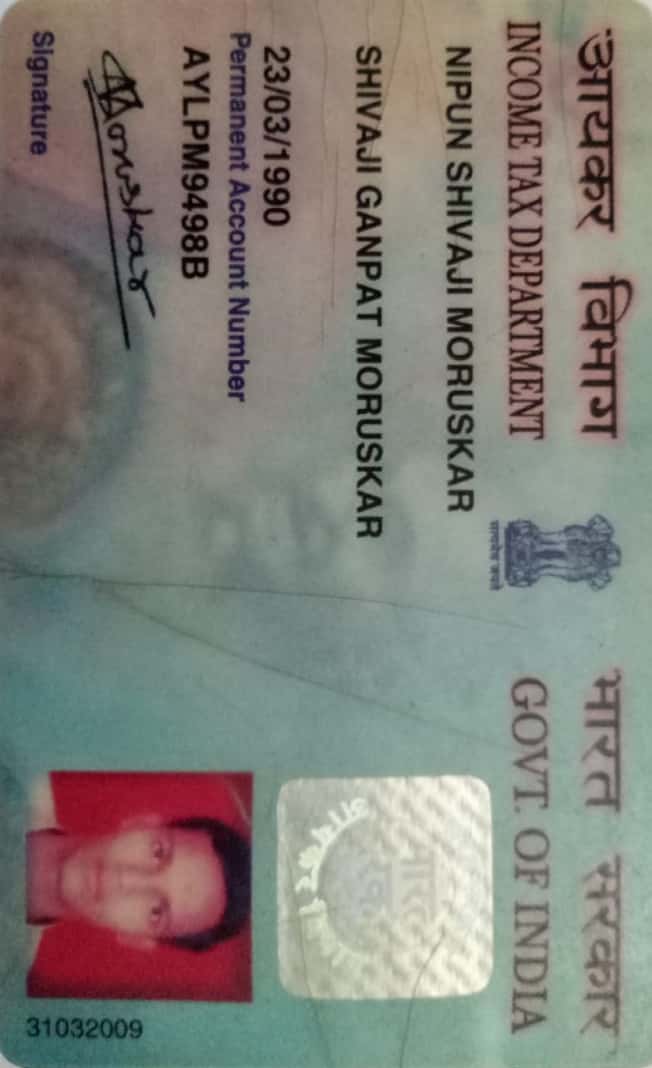 आयकर विभाग
INCOME TAX DEPARTMENT
भारत सरकार
GOVT. OF INDIA
सत्यमेव जयते
NIPUN SHIVAJI MORUSKAR
SHIVAJI GANPAT MORUSKAR
23/03/1990
Permanent Account Number
AYLPM9498B
Moruskar
Signature
31032009